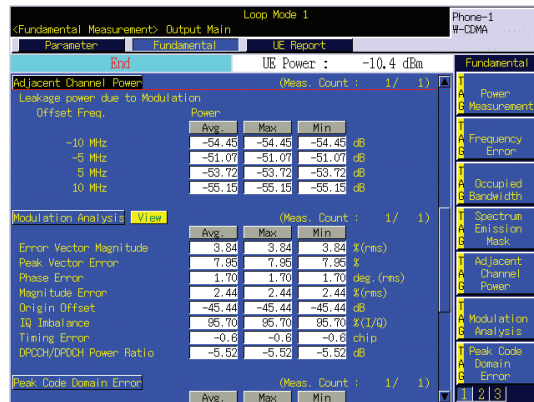 Loop Mode 1
<Fundamental Measurement> Output Main
Phone-1
W-CDMA
Parameter Fundamental UE Report
End UE Power : -10.4 dBm Fundamental
Adjacent Channel Power (Meas. Count : 1/ 1)
Leakage power due to Modulation
Offset Freq. Power
Avg. Max Min
-10 MHz -54.45 -54.45 -54.45 dB
-5 MHz -51.07 -51.07 -51.07 dB
5 MHz -53.72 -53.72 -53.72 dB
10 MHz -55.15 -55.15 -55.15 dB
Modulation Analysis View (Meas. Count : 1/ 1)
Avg. Max Min
Error Vector Magnitude 3.84 3.84 3.84 %(rms)
Peak Vector Error 7.95 7.95 7.95 %
Phase Error 1.70 1.70 1.70 deg.(rms)
Magnitude Error 2.44 2.44 2.44 %(rms)
Origin Offset -45.44 -45.44 -45.44 dB
IQ Imbalance 95.70 95.70 95.70 %(I/Q)
Timing Error -0.6 -0.6 -0.6 chip
DPCCH/DPDCH Power Ratio -5.52 -5.52 -5.52 dB
Peak Code Domain Error (Meas. Count : 1/ 1)
Avg. Max Min
TAG Power Measurement
TAG Frequency Error
TAG Occupied Bandwidth
TAG Spectrum Emission Mask
TAG Adjacent Channel Power
TAG Modulation Analysis
TAG Peak Code Domain Error
1 2 3